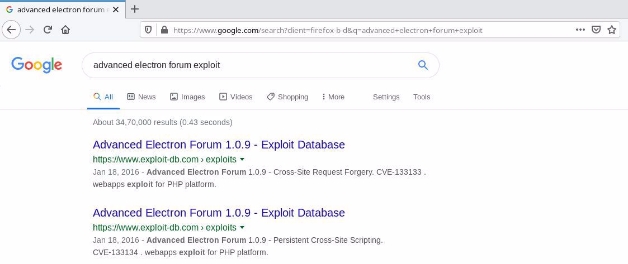 advanced electron forum e
https://www.google.com/search?client=firefox-b-d&q=advanced+electron+forum+exploit
Google
advanced electron forum exploit
All News Images Videos Shopping More Settings Tools
About 34,70,000 results (0.43 seconds)
Advanced Electron Forum 1.0.9 - Exploit Database
https://www.exploit-db.com › exploits
Jan 18, 2016 - Advanced Electron Forum 1.0.9 - Cross-Site Request Forgery. CVE-133133 .
webapps exploit for PHP platform.
Advanced Electron Forum 1.0.9 - Exploit Database
https://www.exploit-db.com › exploits
Jan 18, 2016 - Advanced Electron Forum 1.0.9 - Persistent Cross-Site Scripting.
CVE-133134 . webapps exploit for PHP platform.